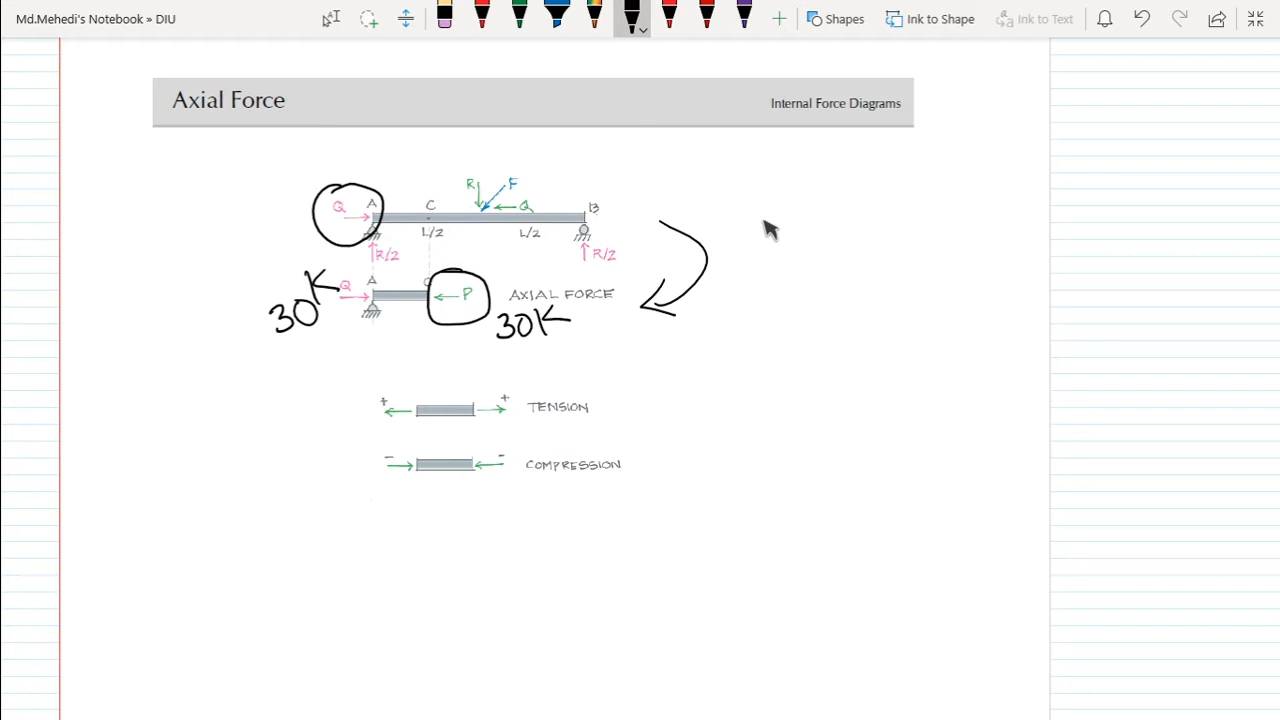 Md.Mehedi's Notebook » DIU
Shapes
Ink to Shape
Ink to Text
Axial Force
Internal Force Diagrams
R F
Q A C Q B
L/2 L/2
R/2 R/2
Q A C P AXIAL FORCE
30K 30K
+ + TENSION
- - COMPRESSION